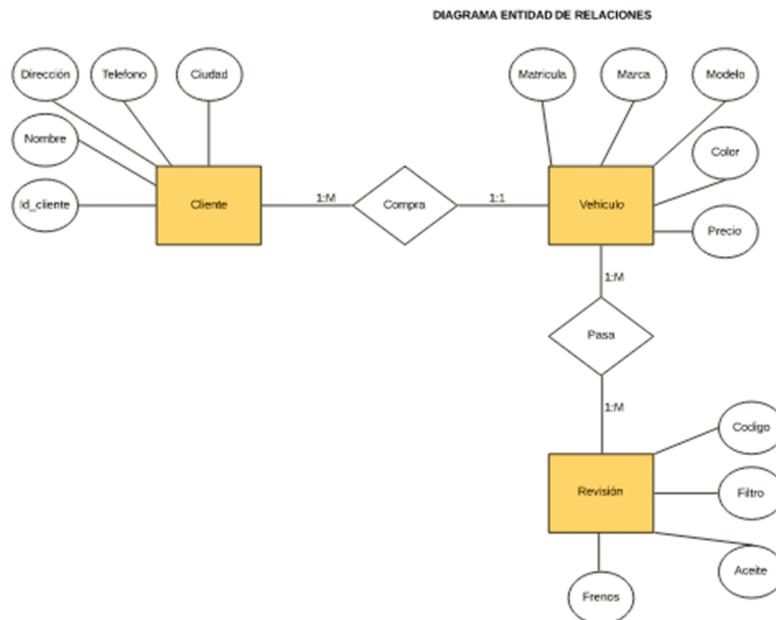 DIAGRAMA ENTIDAD DE RELACIONES
Dirección
Telefono
Ciudad
Matricula
Marca
Modelo
Nombre
Color
Id_cliente
Cliente
1:M
Compra
1:1
Vehiculo
Precio
1:M
Pasa
1:M
Codigo
Revisión
Filtro
Aceite
Frenos